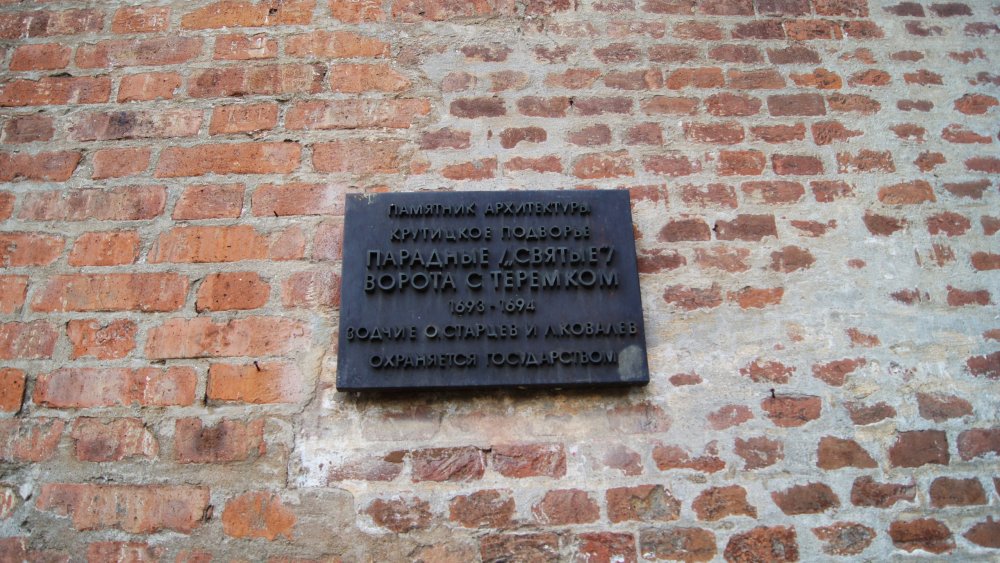 ПАМЯТНИК АРХИТЕКТУРЫ
КРУТИЦКОЕ ПОДВОРЬЕ
ПАРАДНЫЕ /„СВЯТЫЕ"/
ВОРОТА С ТЕРЕМКОМ
1693 - 1694
ЗОДЧИЕ О.СТАРЦЕВ И Л.КОВАЛЕВ
ОХРАНЯЕТСЯ ГОСУДАРСТВОМ